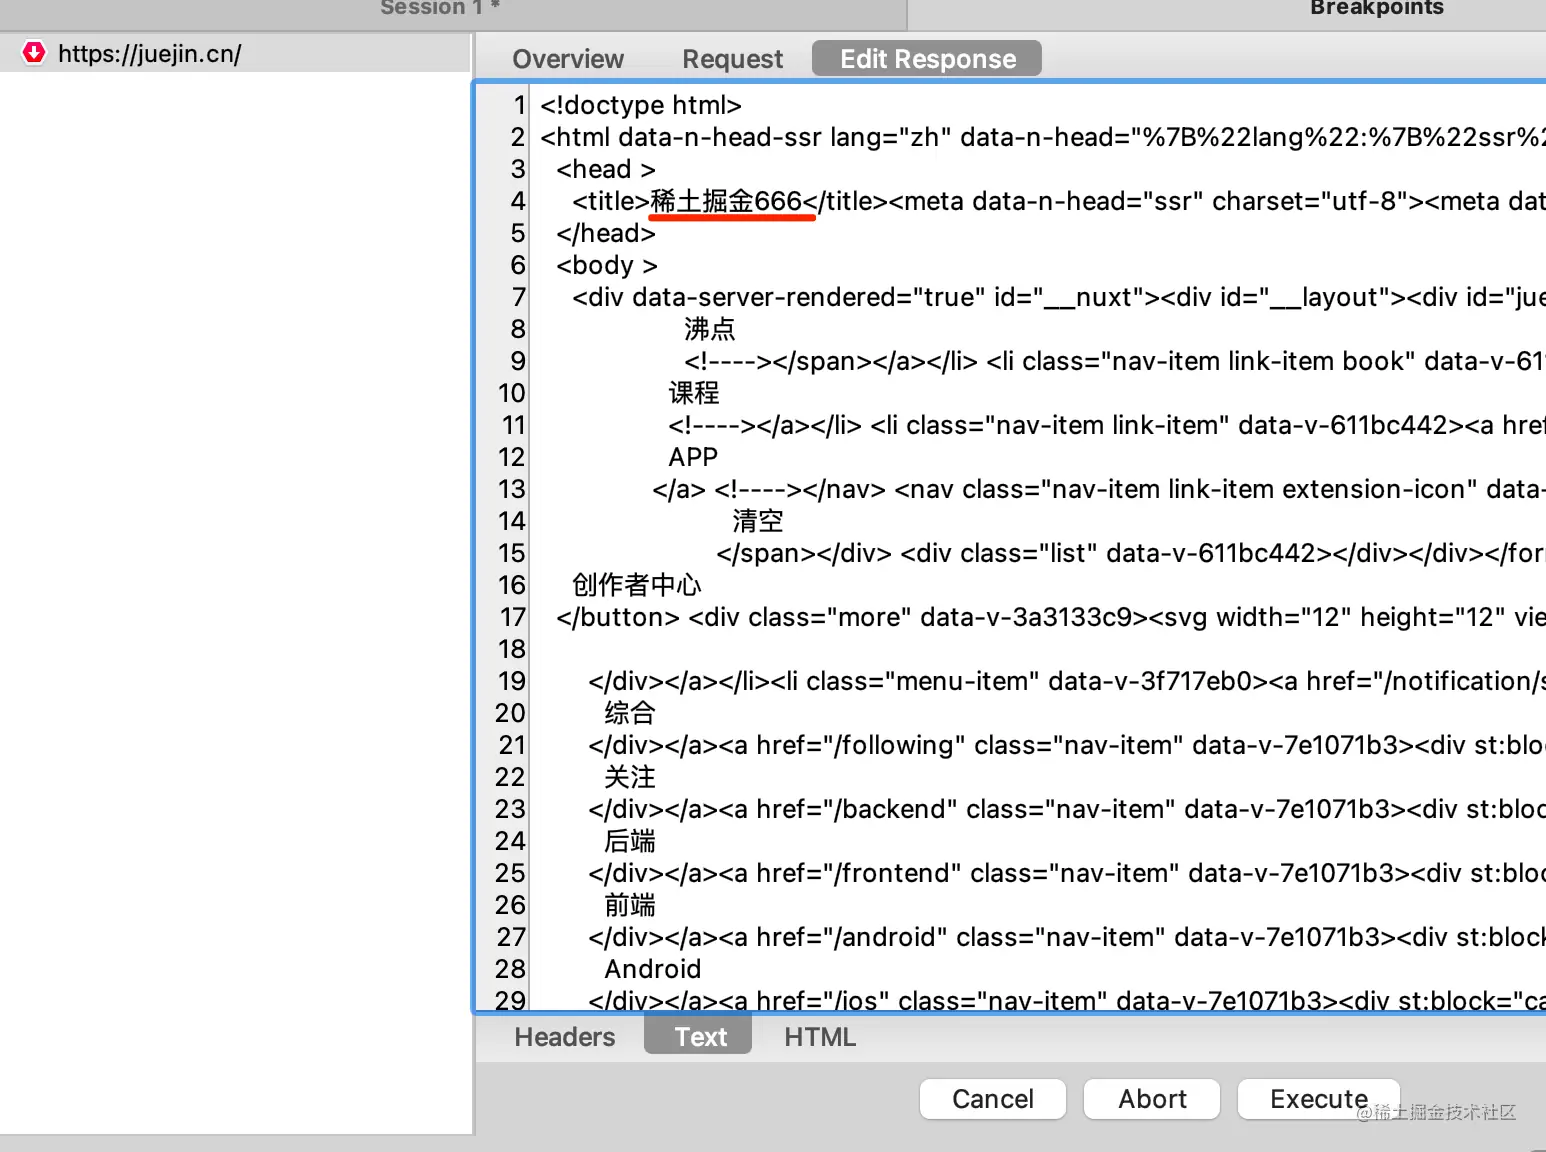 Session 1 *
Breakpoints
https://juejin.cn/
Overview
Request
Edit Response
1 <!doctype html>
2 <html data-n-head-ssr lang="zh" data-n-head="%7B%22lang%22:%7B%22ssr%2
3 <head >
4 <title>稀土掘金666</title><meta data-n-head="ssr" charset="utf-8"><meta dat
5 </head>
6 <body >
7 <div data-server-rendered="true" id="__nuxt"><div id="__layout"><div id="jue
8 沸点
9 <!----></span></a></li> <li class="nav-item link-item book" data-v-611
10 课程
11 <!----></a></li> <li class="nav-item link-item" data-v-611bc442><a href
12 APP
13 </a> <!----></nav> <nav class="nav-item link-item extension-icon" data-
14 清空
15 </span></div> <div class="list" data-v-611bc442></div></div></for
16 创作者中心
17 </button> <div class="more" data-v-3a3133c9><svg width="12" height="12" vie
18
19 </div></a></li><li class="menu-item" data-v-3f717eb0><a href="/notification/s
20 综合
21 </div></a><a href="/following" class="nav-item" data-v-7e1071b3><div st:bloc
22 关注
23 </div></a><a href="/backend" class="nav-item" data-v-7e1071b3><div st:bloc
24 后端
25 </div></a><a href="/frontend" class="nav-item" data-v-7e1071b3><div st:bloc
26 前端
27 </div></a><a href="/android" class="nav-item" data-v-7e1071b3><div st:block
28 Android
29 </div></a><a href="/ios" class="nav-item" data-v-7e1071b3><div st:block="ca
Headers
Text
HTML
Cancel
Abort
Execute
@稀土掘金技术社区